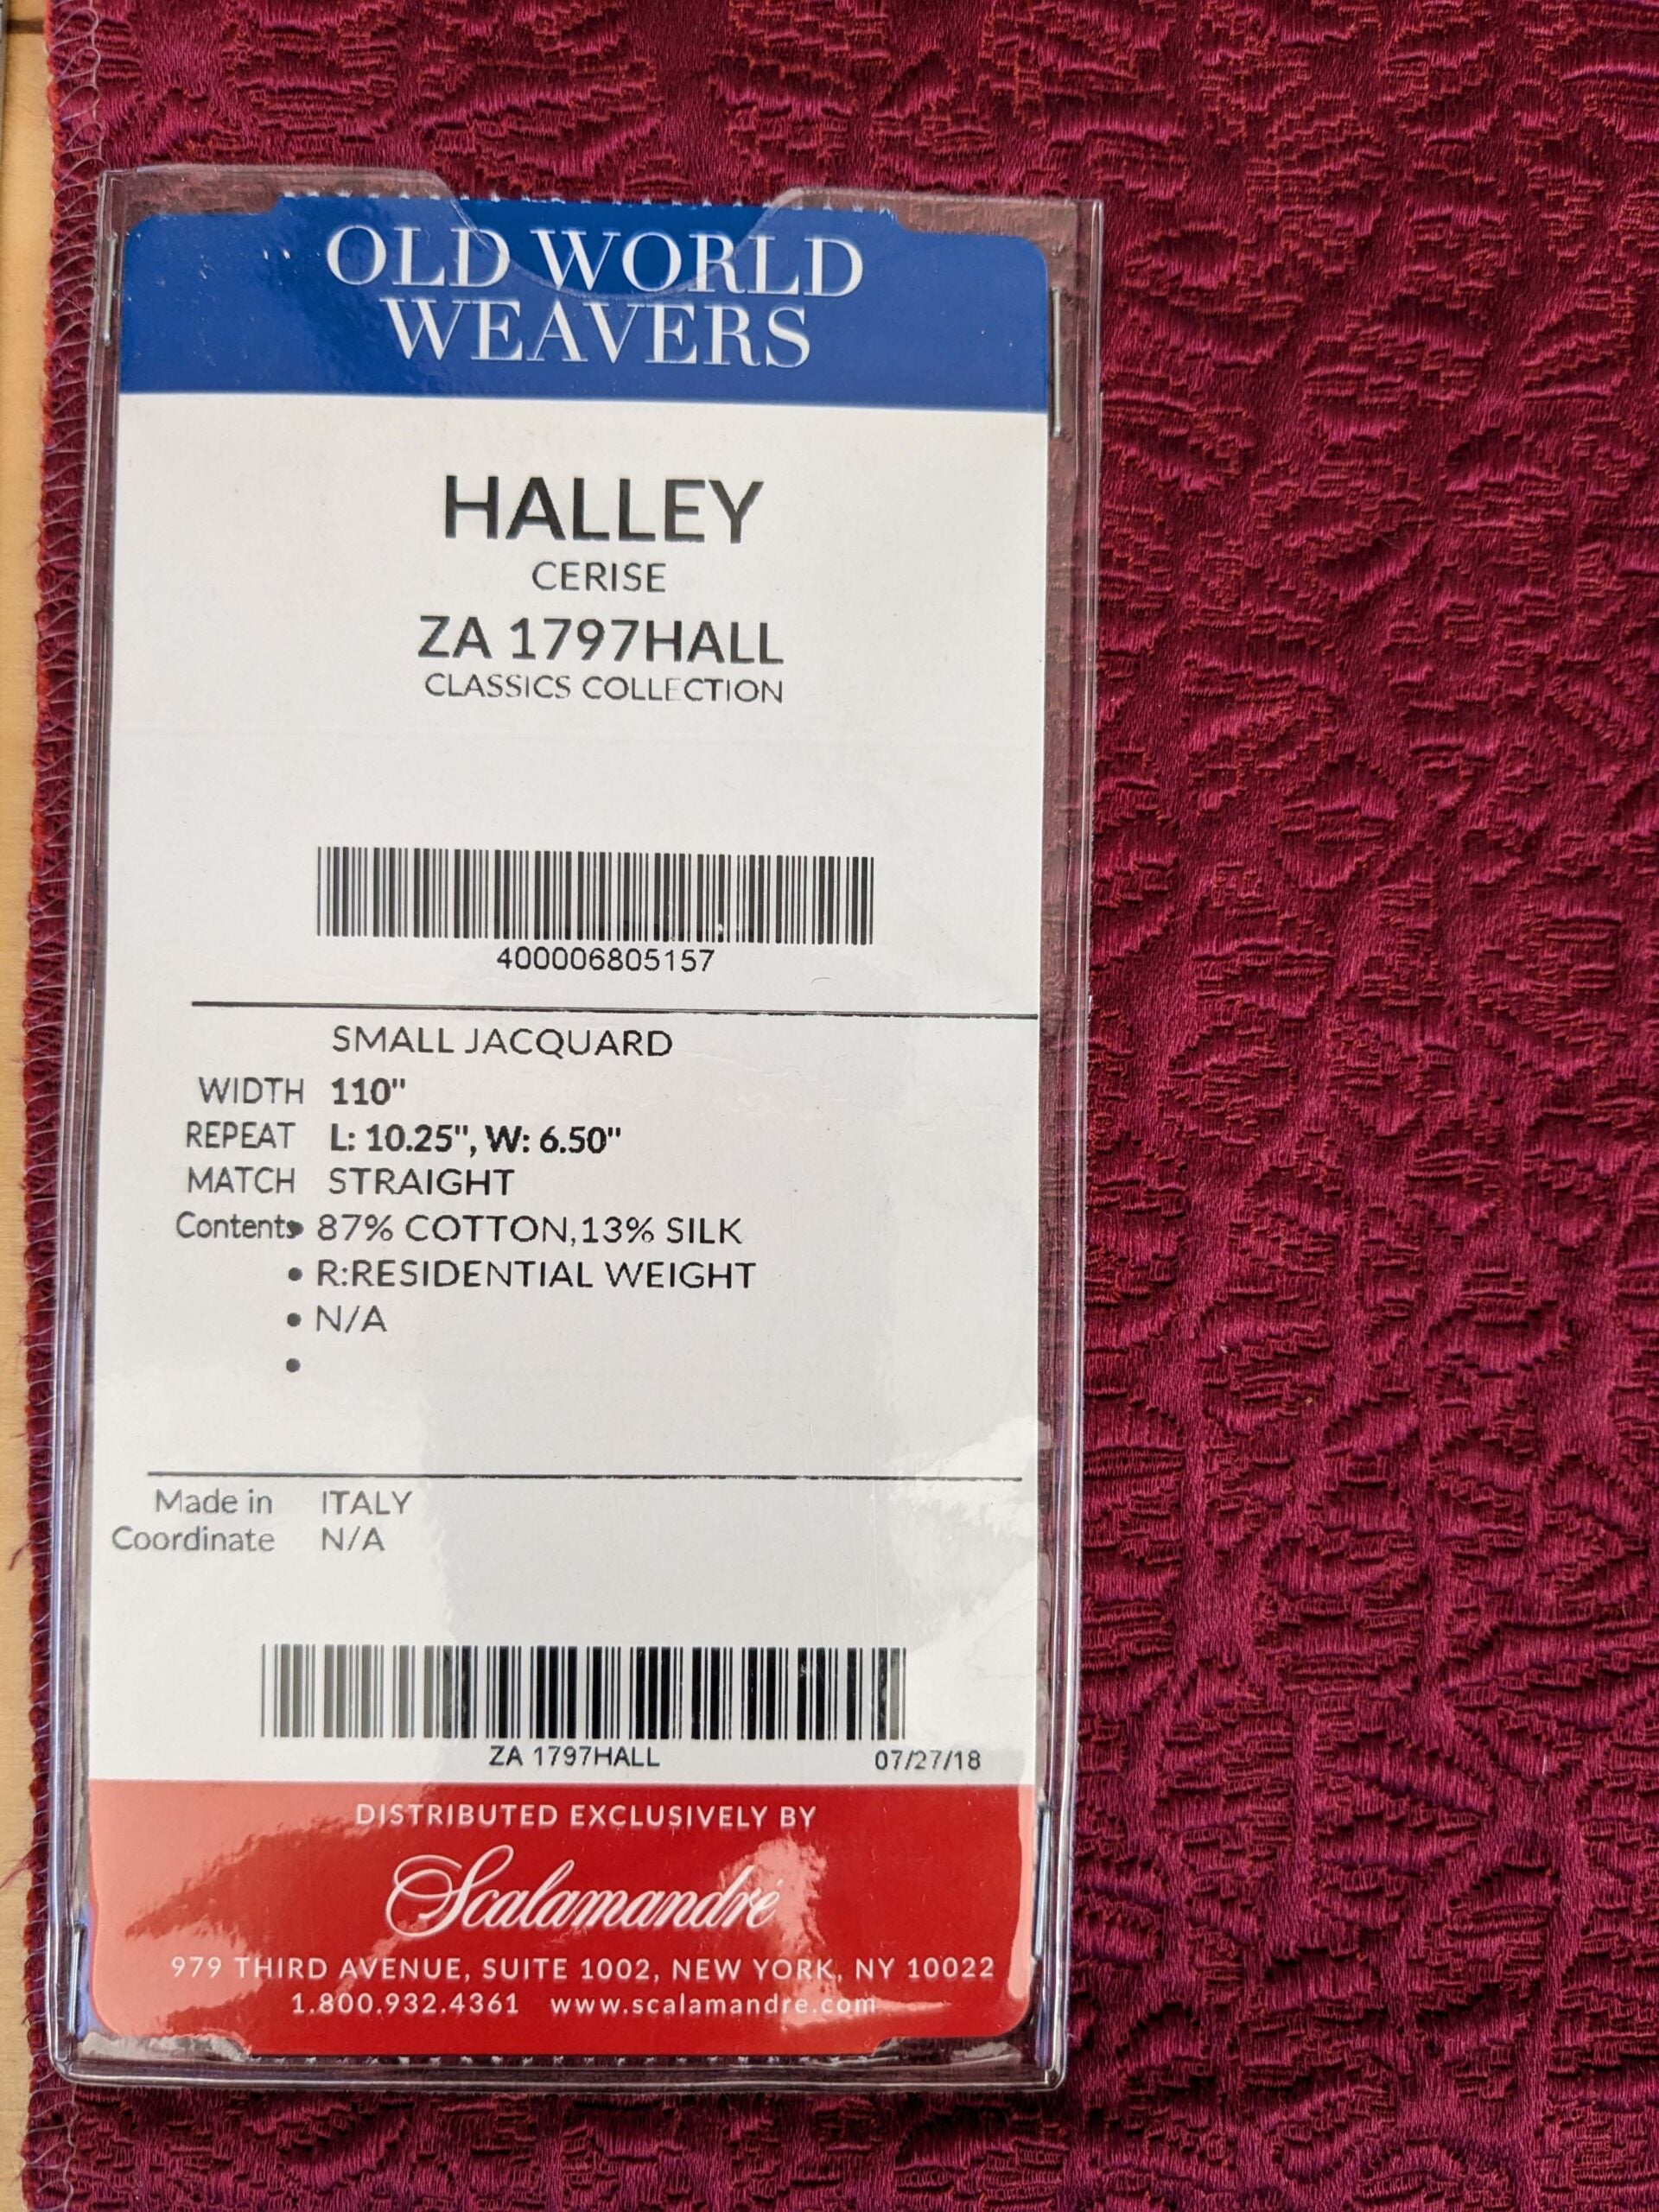 OLD WORLD
WEAVERS
HALLEY
CERISE
ZA 1797HALL
CLASSICS COLLECTION
400006805157
SMALL JACQUARD
WIDTH 110"
REPEAT L: 10.25", W: 6.50"
MATCH STRAIGHT
Contents • 87% COTTON,13% SILK
• R:RESIDENTIAL WEIGHT
• N/A
•
Made in ITALY
Coordinate N/A
ZA 1797HALL 07/27/18
DISTRIBUTED EXCLUSIVELY BY
Scalamandré
979 THIRD AVENUE, SUITE 1002, NEW YORK, NY 10022
1.800.932.4361 www.scalamandre.com